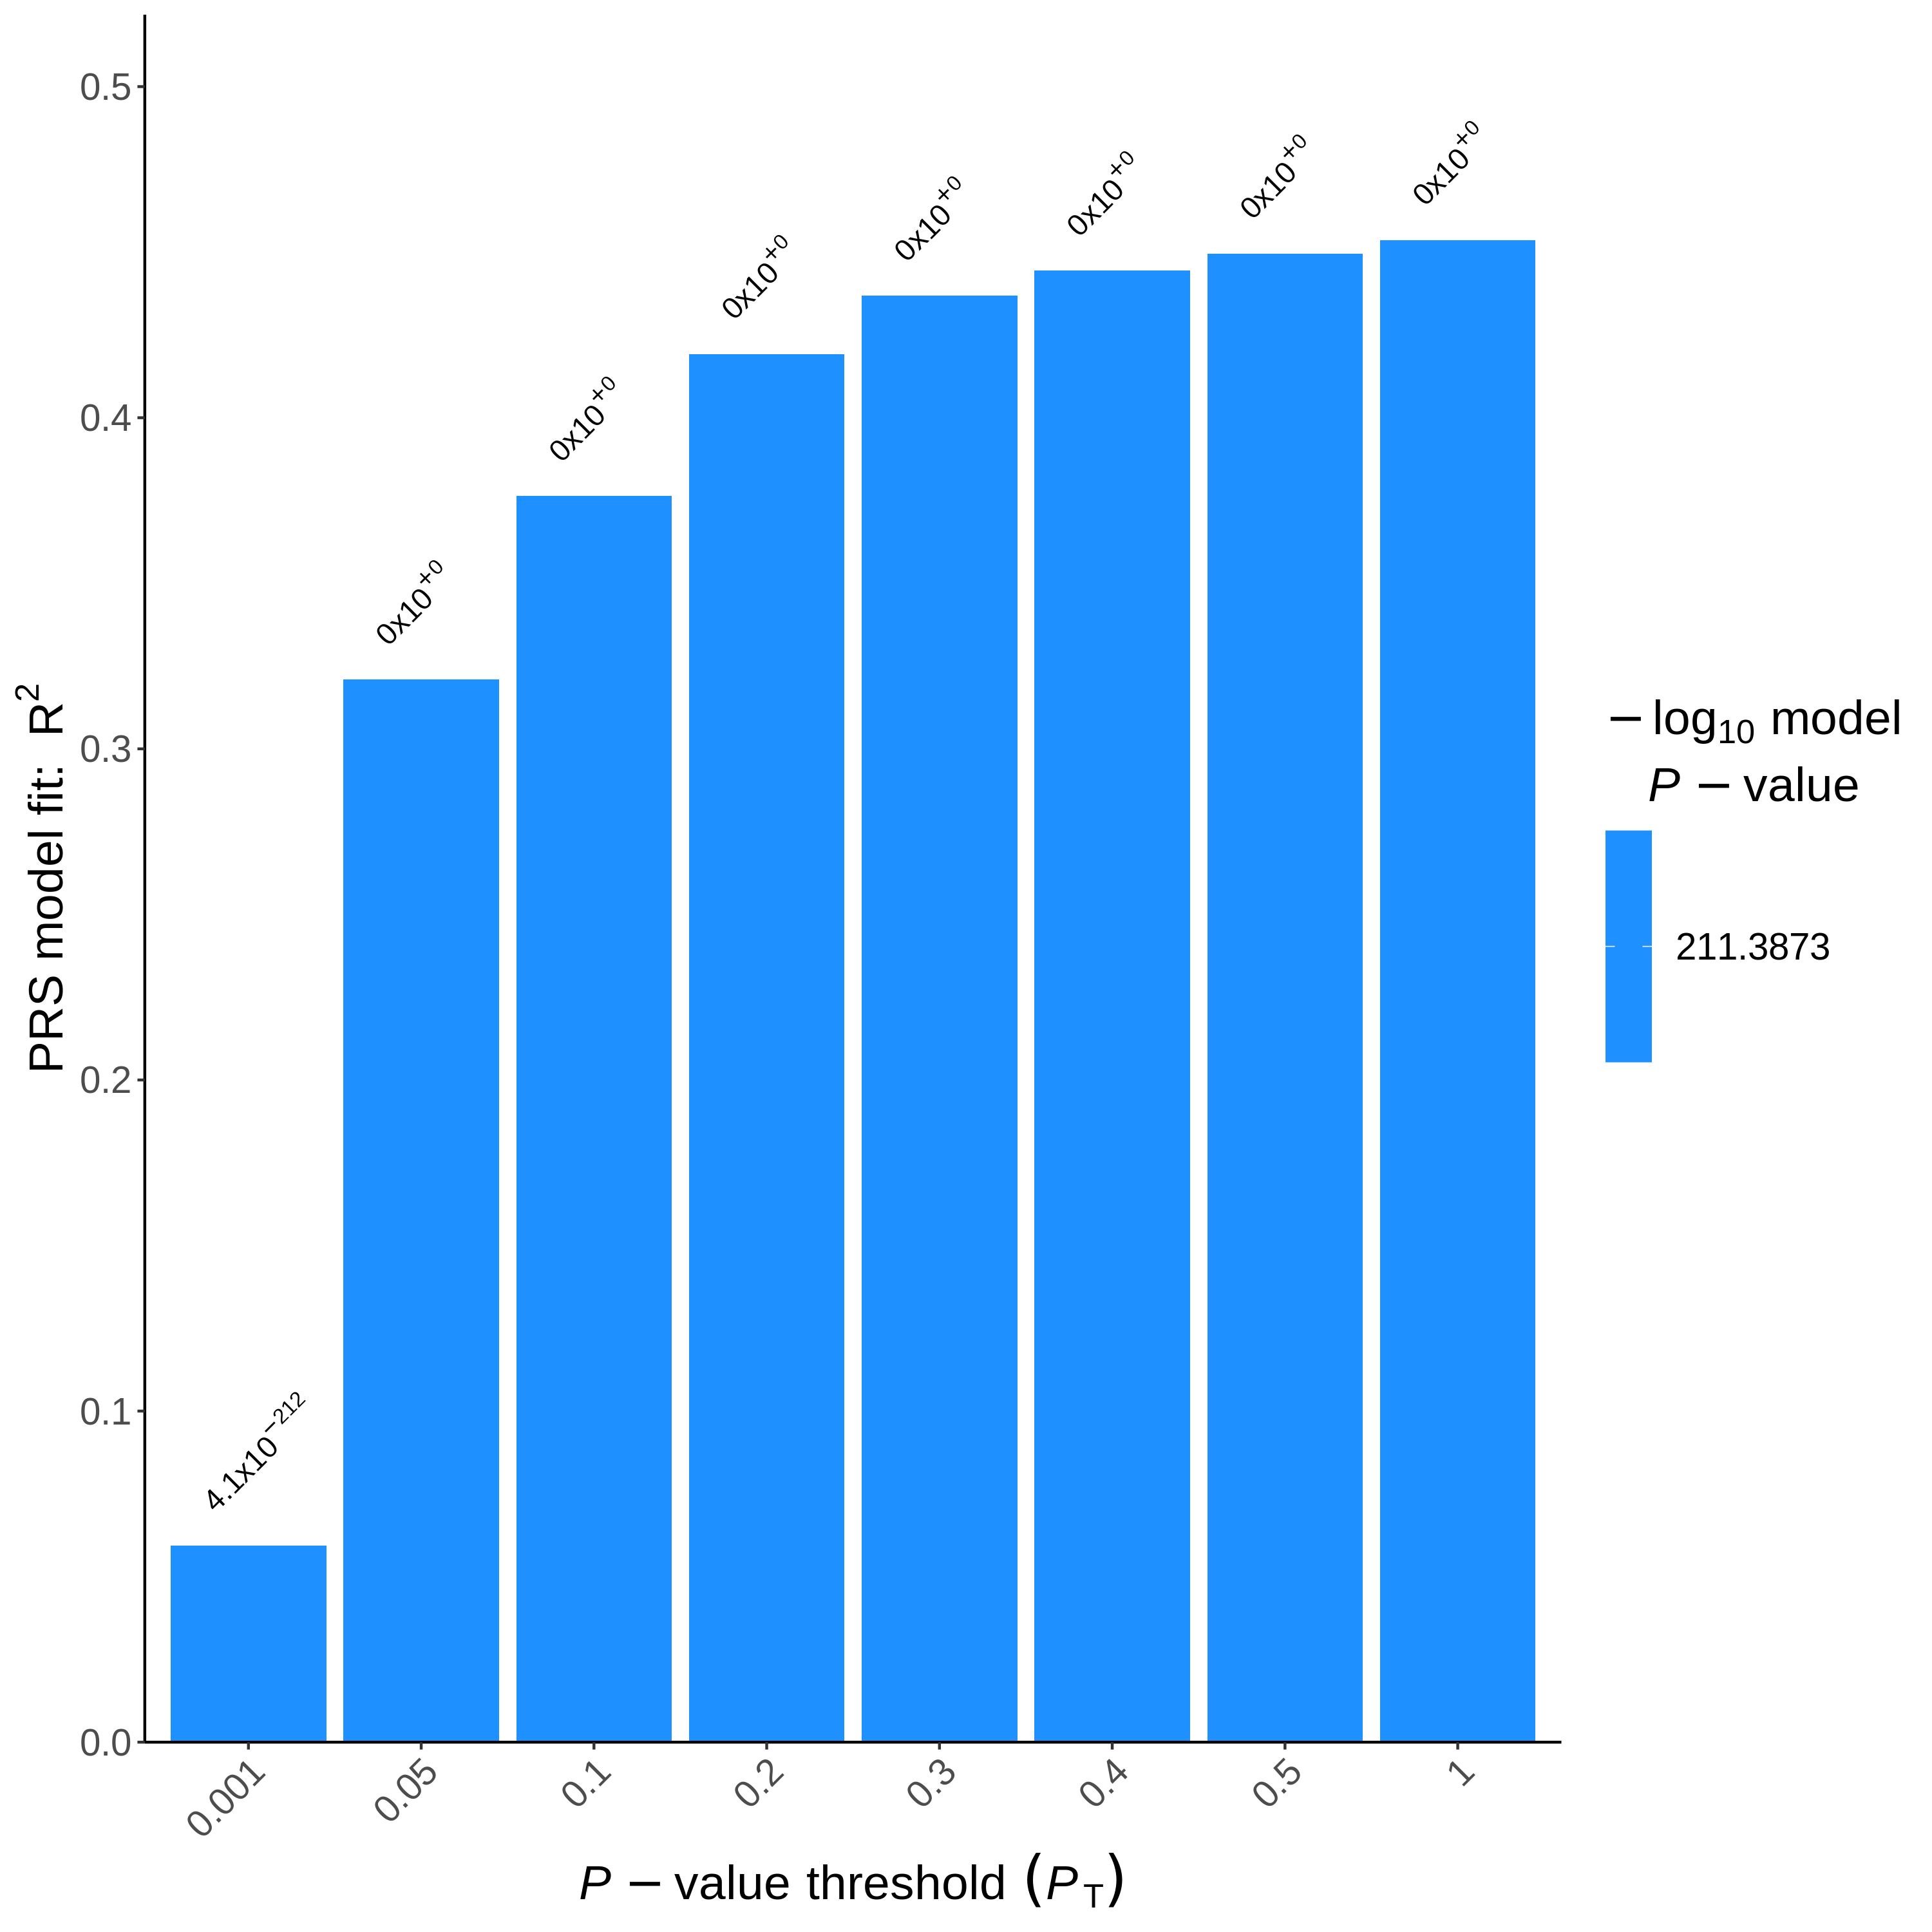 PRS model fit: R²
0.5
0.4
0.3
0.2
0.1
0.0
4.1x10⁻²¹²
0x10⁺⁰
0x10⁺⁰
0x10⁺⁰
0x10⁺⁰
0x10⁺⁰
0x10⁺⁰
0x10⁺⁰
0.001
0.05
0.1
0.2
0.3
0.4
0.5
1
P − value threshold (P_T)
− log₁₀ model
P − value
211.3873